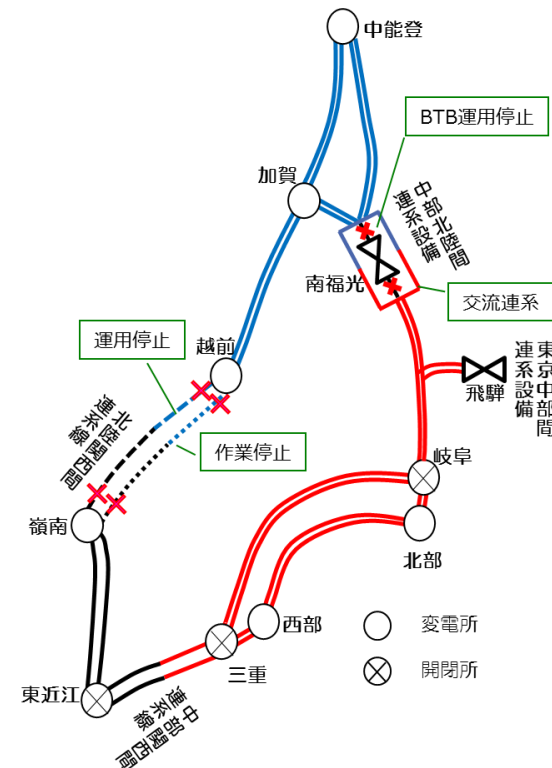 中能登
BTB運用停止
加賀
中部北陸間
連系設備
南福光
交流連系
運用停止
越前
東京中部間
連系設備
飛騨
北陸関西間
連系線
作業停止
岐阜
嶺南
北部
西部
変電所
三重
開閉所
東近江
中部関西間
連系線